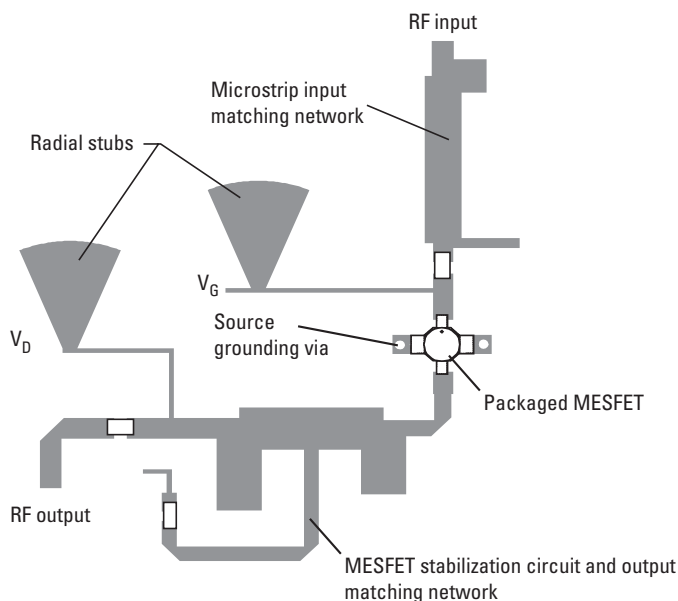 RF input
Microstrip input
matching network
Radial stubs
V_G
V_D
Source
grounding via
Packaged MESFET
RF output
MESFET stabilization circuit and output
matching network